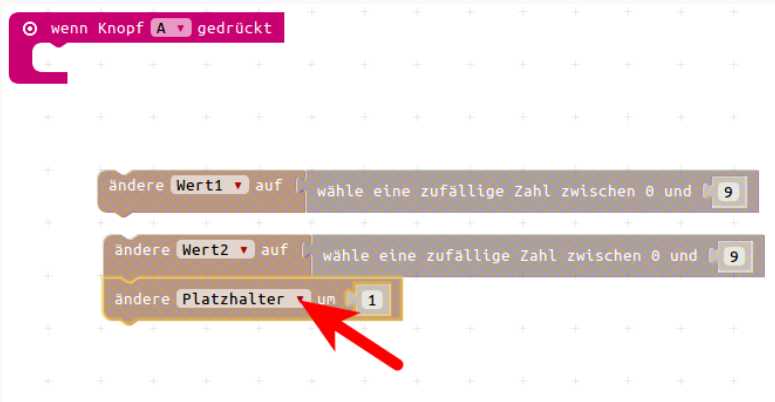 wenn Knopf A gedrückt
ändere Wert1 auf wähle eine zufällige Zahl zwischen 0 und 9
ändere Wert2 auf wähle eine zufällige Zahl zwischen 0 und 9
ändere Platzhalter um 1